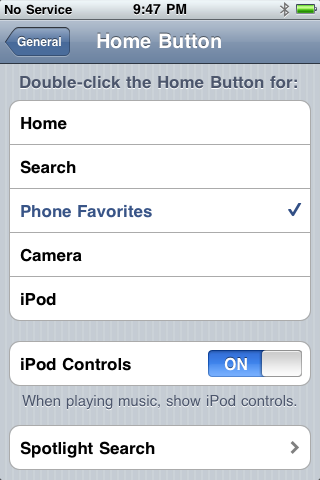 No Service 9:47 PM
General Home Button
Double-click the Home Button for:
Home
Search
Phone Favorites
Camera
iPod
iPod Controls ON
When playing music, show iPod controls.
Spotlight Search